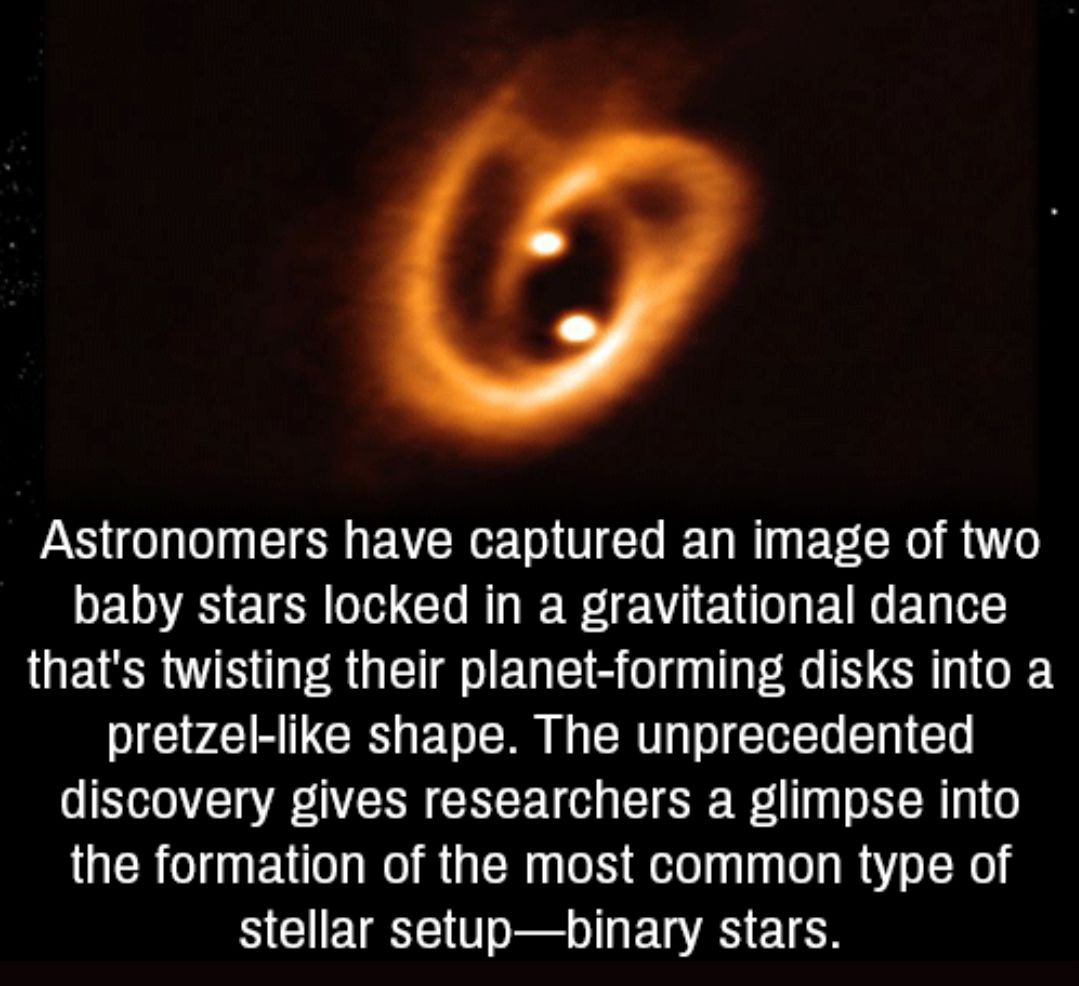 Astronomers have captured an image of two
baby stars locked in a gravitational dance
that's twisting their planet-forming disks into a
pretzel-like shape. The unprecedented
discovery gives researchers a glimpse into
the formation of the most common type of
stellar setup—binary stars.